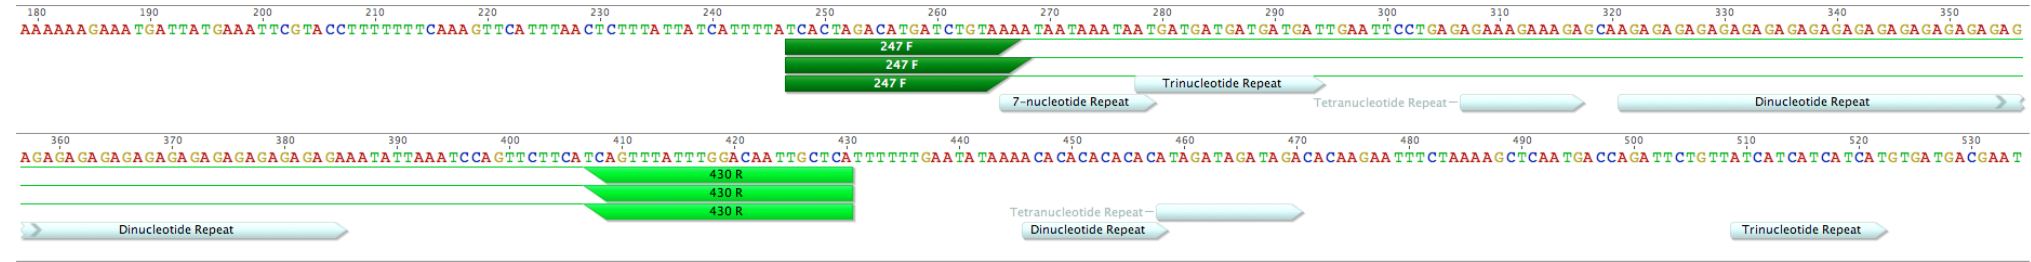 180 190 200 210 220 230 240 250 260 270 280 290 300 310 320 330 340 350
AAAAAAGAAATGATTATGAAATTCGTACCTTTTTTTCAAAGTTCATTTAACTCTTTATTATCATTTTATCACTAGACATGATCTGTAAAATAATAAATAATGATGATGATGATGATTGAATTCCTGAGAGAAAGAAAGAGCAAGAGAGAGAGAGAGAGAGAGAGAGAGAGAGAGAGAG
247 F
247 F
247 F Trinucleotide Repeat
7-nucleotide Repeat Tetranucleotide Repeat Dinucleotide Repeat
360 370 380 390 400 410 420 430 440 450 460 470 480 490 500 510 520 530
AGAGAGAGAGAGAGAGAGAGAGAGAGAGAAATATTAAATCCAGTTCTTCATCAGTTTATTTGGACAATTGCTCATTTTTTGAATATAAAACACACACACACATAGATAGATAGACACAAGAATTTCTAAAAGCTCAATGACCAGATTCTGTTATCATCATCATCATGTGATGACGAAT
430 R
430 R
430 R
Tetranucleotide Repeat
Dinucleotide Repeat Dinucleotide Repeat Trinucleotide Repeat